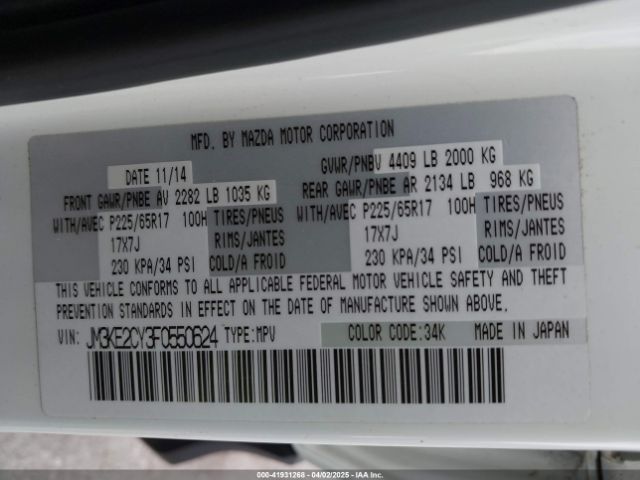 MFD. BY MAZDA MOTOR CORPORATION
DATE 11/14 GVWR/PNBV 4409 LB 2000 KG
FRONT GAWR/PNBE AV 2282 LB 1035 KG REAR GAWR/PNBE AR 2134 LB 968 KG
WITH/AVEC P225/65R17 100H TIRES/PNEUS WITH/AVEC P225/65R17 100H TIRES/PNEUS
17X7J RIMS/JANTES 17X7J RIMS/JANTES
230 KPA/34 PSI COLD/A FROID 230 KPA/34 PSI COLD/A FROID
THIS VEHICLE CONFORMS TO ALL APPLICABLE FEDERAL MOTOR VEHICLE SAFETY AND THEFT
PREVENTION STANDARDS IN EFFECT ON THE DATE OF MANUFACTURE SHOWN ABOVE.
VIN: JM3KE2CY3F0550624 TYPE: MPV COLOR CODE: 34K MADE IN JAPAN
000-41931268 - 04/02/2025 - IAA Inc.